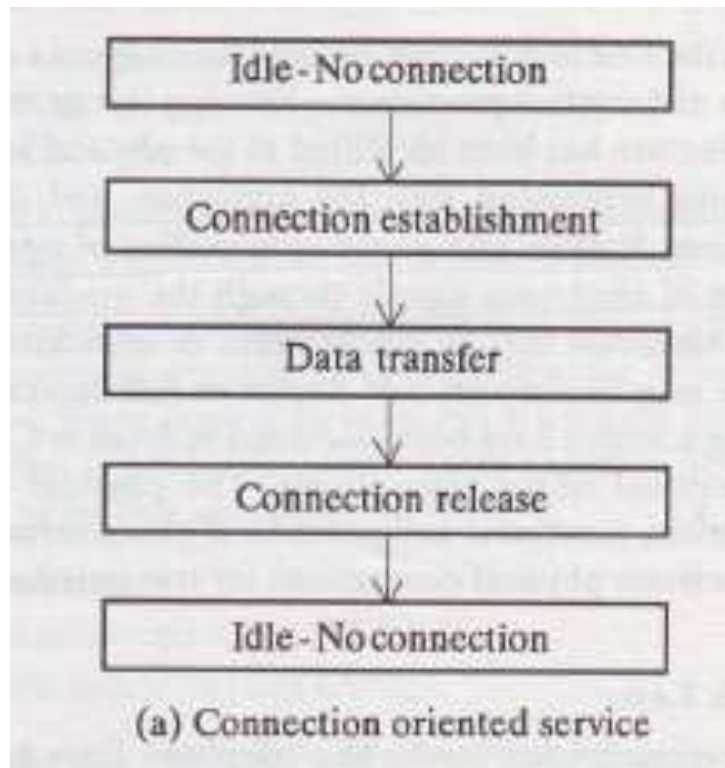 Idle-No connection
Connection establishment
Data transfer
Connection release
Idle-No connection
(a) Connection oriented service